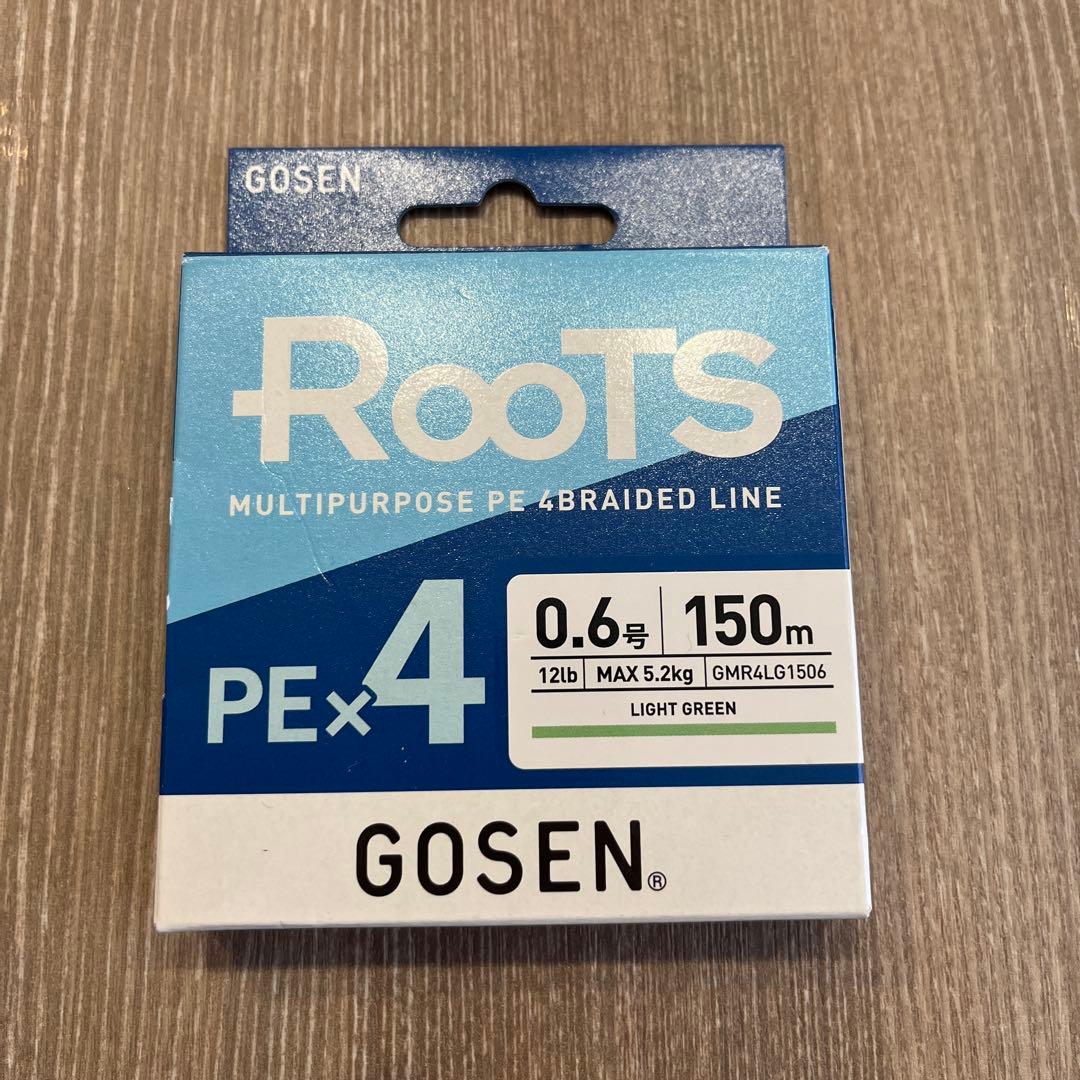 GOSEN
ROOTS
MULTIPURPOSE PE 4BRAIDED LINE
PE×4
0.6号 150m
12lb MAX 5.2kg GMR4LG1506
LIGHT GREEN
GOSEN®